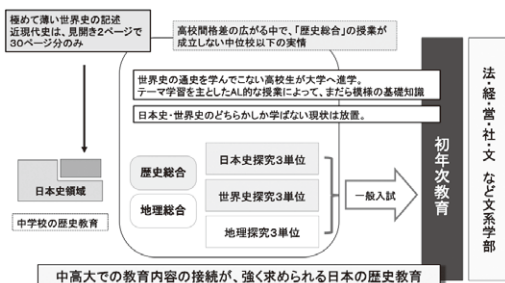 極めて薄い世界史の記述
近現代史は、見開き2ページで
30ページ分のみ
高校間格差の広がる中で、「歴史総合」の授業が
成立しない中位校以下の実情
世界史の通史を学んでこない高校生が大学へ進学。
テーマ学習を主としたAL的な授業によって、まだら模様の基礎知識
日本史・世界史のどちらかしか学ばない現状は放置。
日本史領域
中学校の歴史教育
歴史総合
地理総合
日本史探究3単位
世界史探究3単位
地理探究3単位
一般入試
初年次教育
法・経・営・社・文 など文系学部
中高大での教育内容の接続が、強く求められる日本の歴史教育